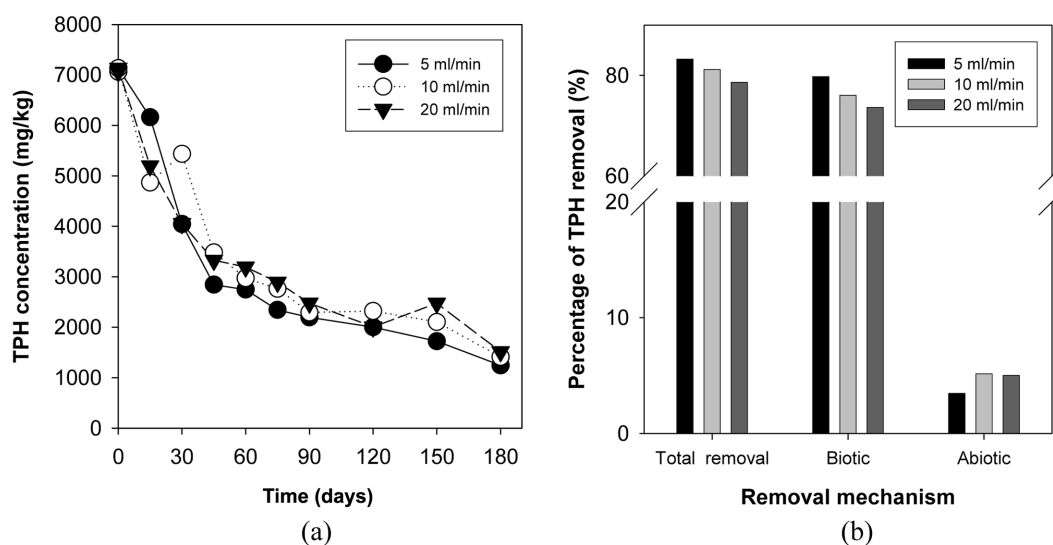 TPH concentration (mg/kg)
8000
7000
6000
5000
4000
3000
2000
1000
0
5 ml/min
10 ml/min
20 ml/min
0 30 60 90 120 150 180
Time (days)
(a)
Percentage of TPH removal (%)
80
60
20
10
0
5 ml/min
10 ml/min
20 ml/min
Total removal Biotic Abiotic
Removal mechanism
(b)